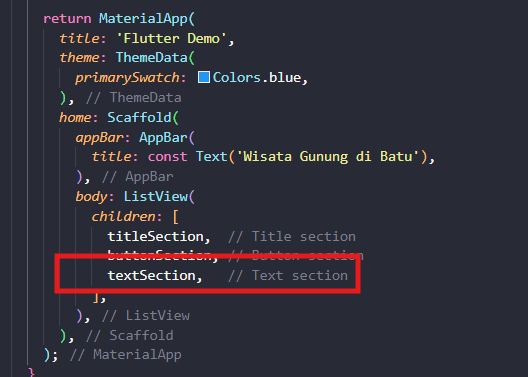 return MaterialApp(
title: 'Flutter Demo',
theme: ThemeData(
primarySwatch: Colors.blue,
), // ThemeData
home: Scaffold(
appBar: AppBar(
title: const Text('Wisata Gunung di Batu'),
), // AppBar
body: ListView(
children: [
titleSection, // Title section
buttonSection, // Button section
textSection, // Text section
],
), // ListView
), // Scaffold
); // MaterialApp
}